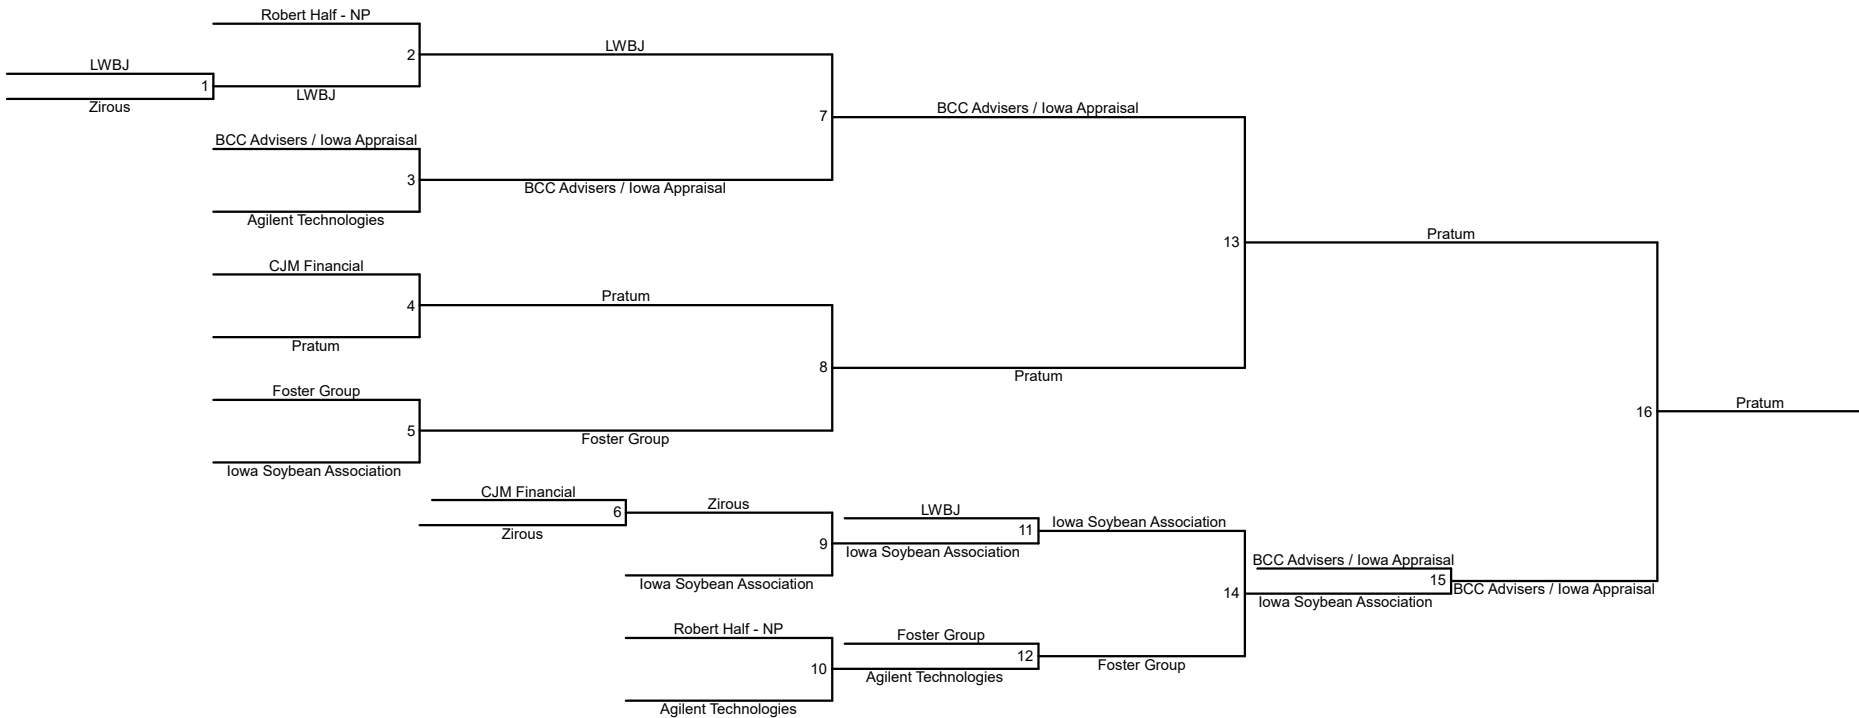 Robert Half - NP
2
LWBJ
LWBJ
1
Zirous
LWBJ
7
BCC Advisers / Iowa Appraisal
BCC Advisers / Iowa Appraisal
3
BCC Advisers / Iowa Appraisal
Agilent Technologies
13
Pratum
CJM Financial
4
Pratum
Pratum
8
Pratum
Foster Group
5
Foster Group
Iowa Soybean Association
16
Pratum
CJM Financial
6
Zirous
Zirous
9
LWBJ
11
Iowa Soybean Association
Iowa Soybean Association
Iowa Soybean Association
14
BCC Advisers / Iowa Appraisal
15
BCC Advisers / Iowa Appraisal
Iowa Soybean Association
Robert Half - NP
10
Foster Group
12
Foster Group
Agilent Technologies
Agilent Technologies